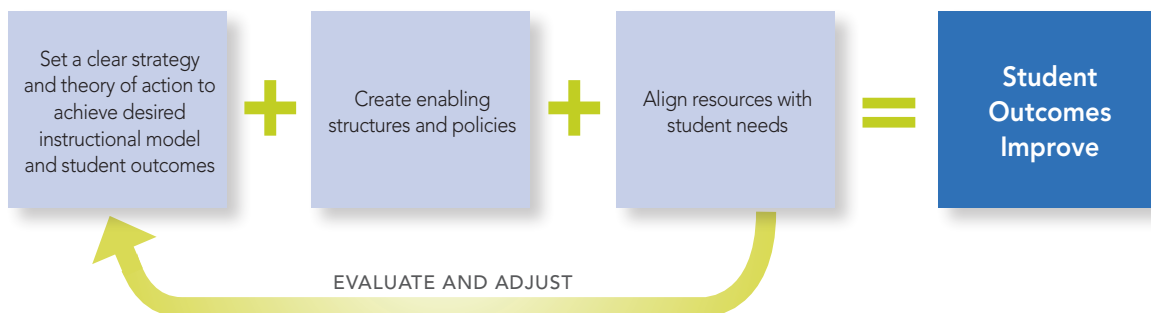 Set a clear strategy
and theory of action to
achieve desired
instructional model
and student outcomes
+
Create enabling
structures and policies
+
Align resources with
student needs
=
Student
Outcomes
Improve
EVALUATE AND ADJUST